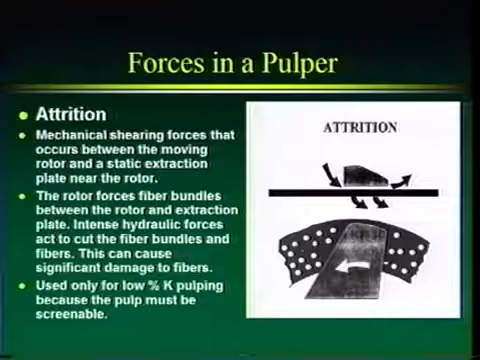 Forces in a Pulper
Attrition
Mechanical shearing forces that
occurs between the moving
rotor and a static extraction
plate near the rotor.
The rotor forces fiber bundles
between the rotor and extraction
plate. Intense hydraulic forces
act to cut the fiber bundles and
fibers. This can cause
significant damage to fibers.
Used only for low % K pulping
because the pulp must be
screenable.
ATTRITION